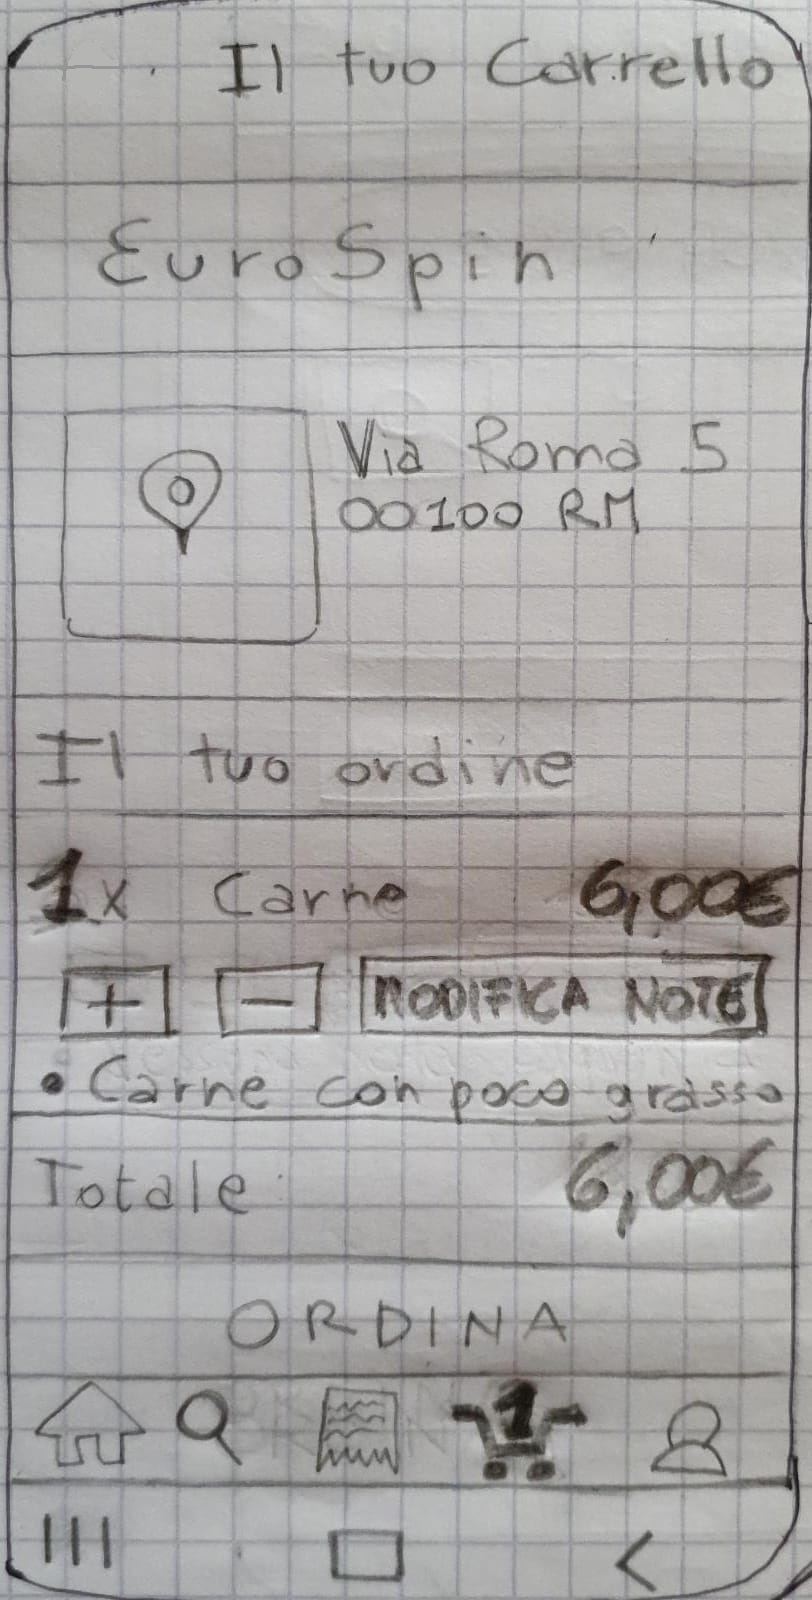 Il tuo Carrello
EuroSpin
Via Roma 5
00100 RM
Il tuo ordine
1x Carne 6,00€
+ - MODIFICA NOTE
• Carne con poco grasso
Totale: 6,00€
ORDINA
1